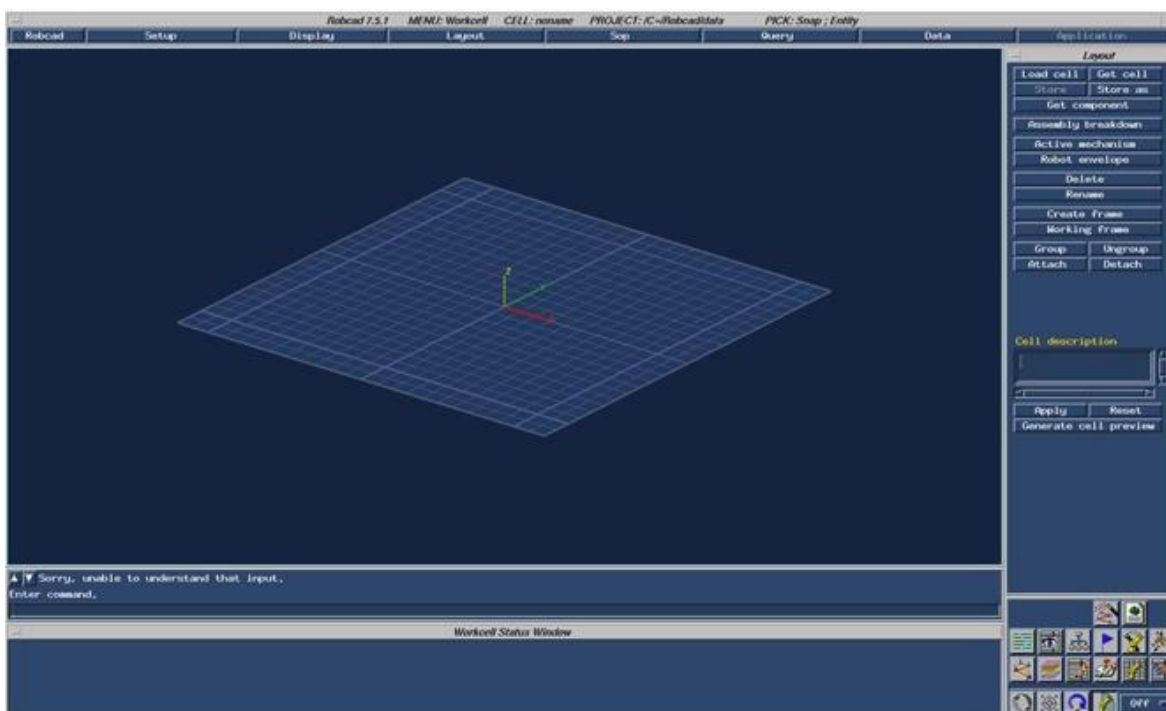 Robcad 7.5.1 MENU: Workcell CELL: noname PROJECT: /C~/Robcad/data PICK: Snap ; Entity
Robcad Setup Display Layout Sop Query Data Application
Layout
Load cell Get cell
Store Store as
Get component
Assembly breakdown
Active mechanism
Robot envelope
Delete
Rename
Create frame
Working frame
Group Ungroup
Attach Detach
Z
Y
Cell description
Apply Reset
Generate cell preview
Sorry, unable to understand that input.
Enter command.
Workcell Status Window
Off